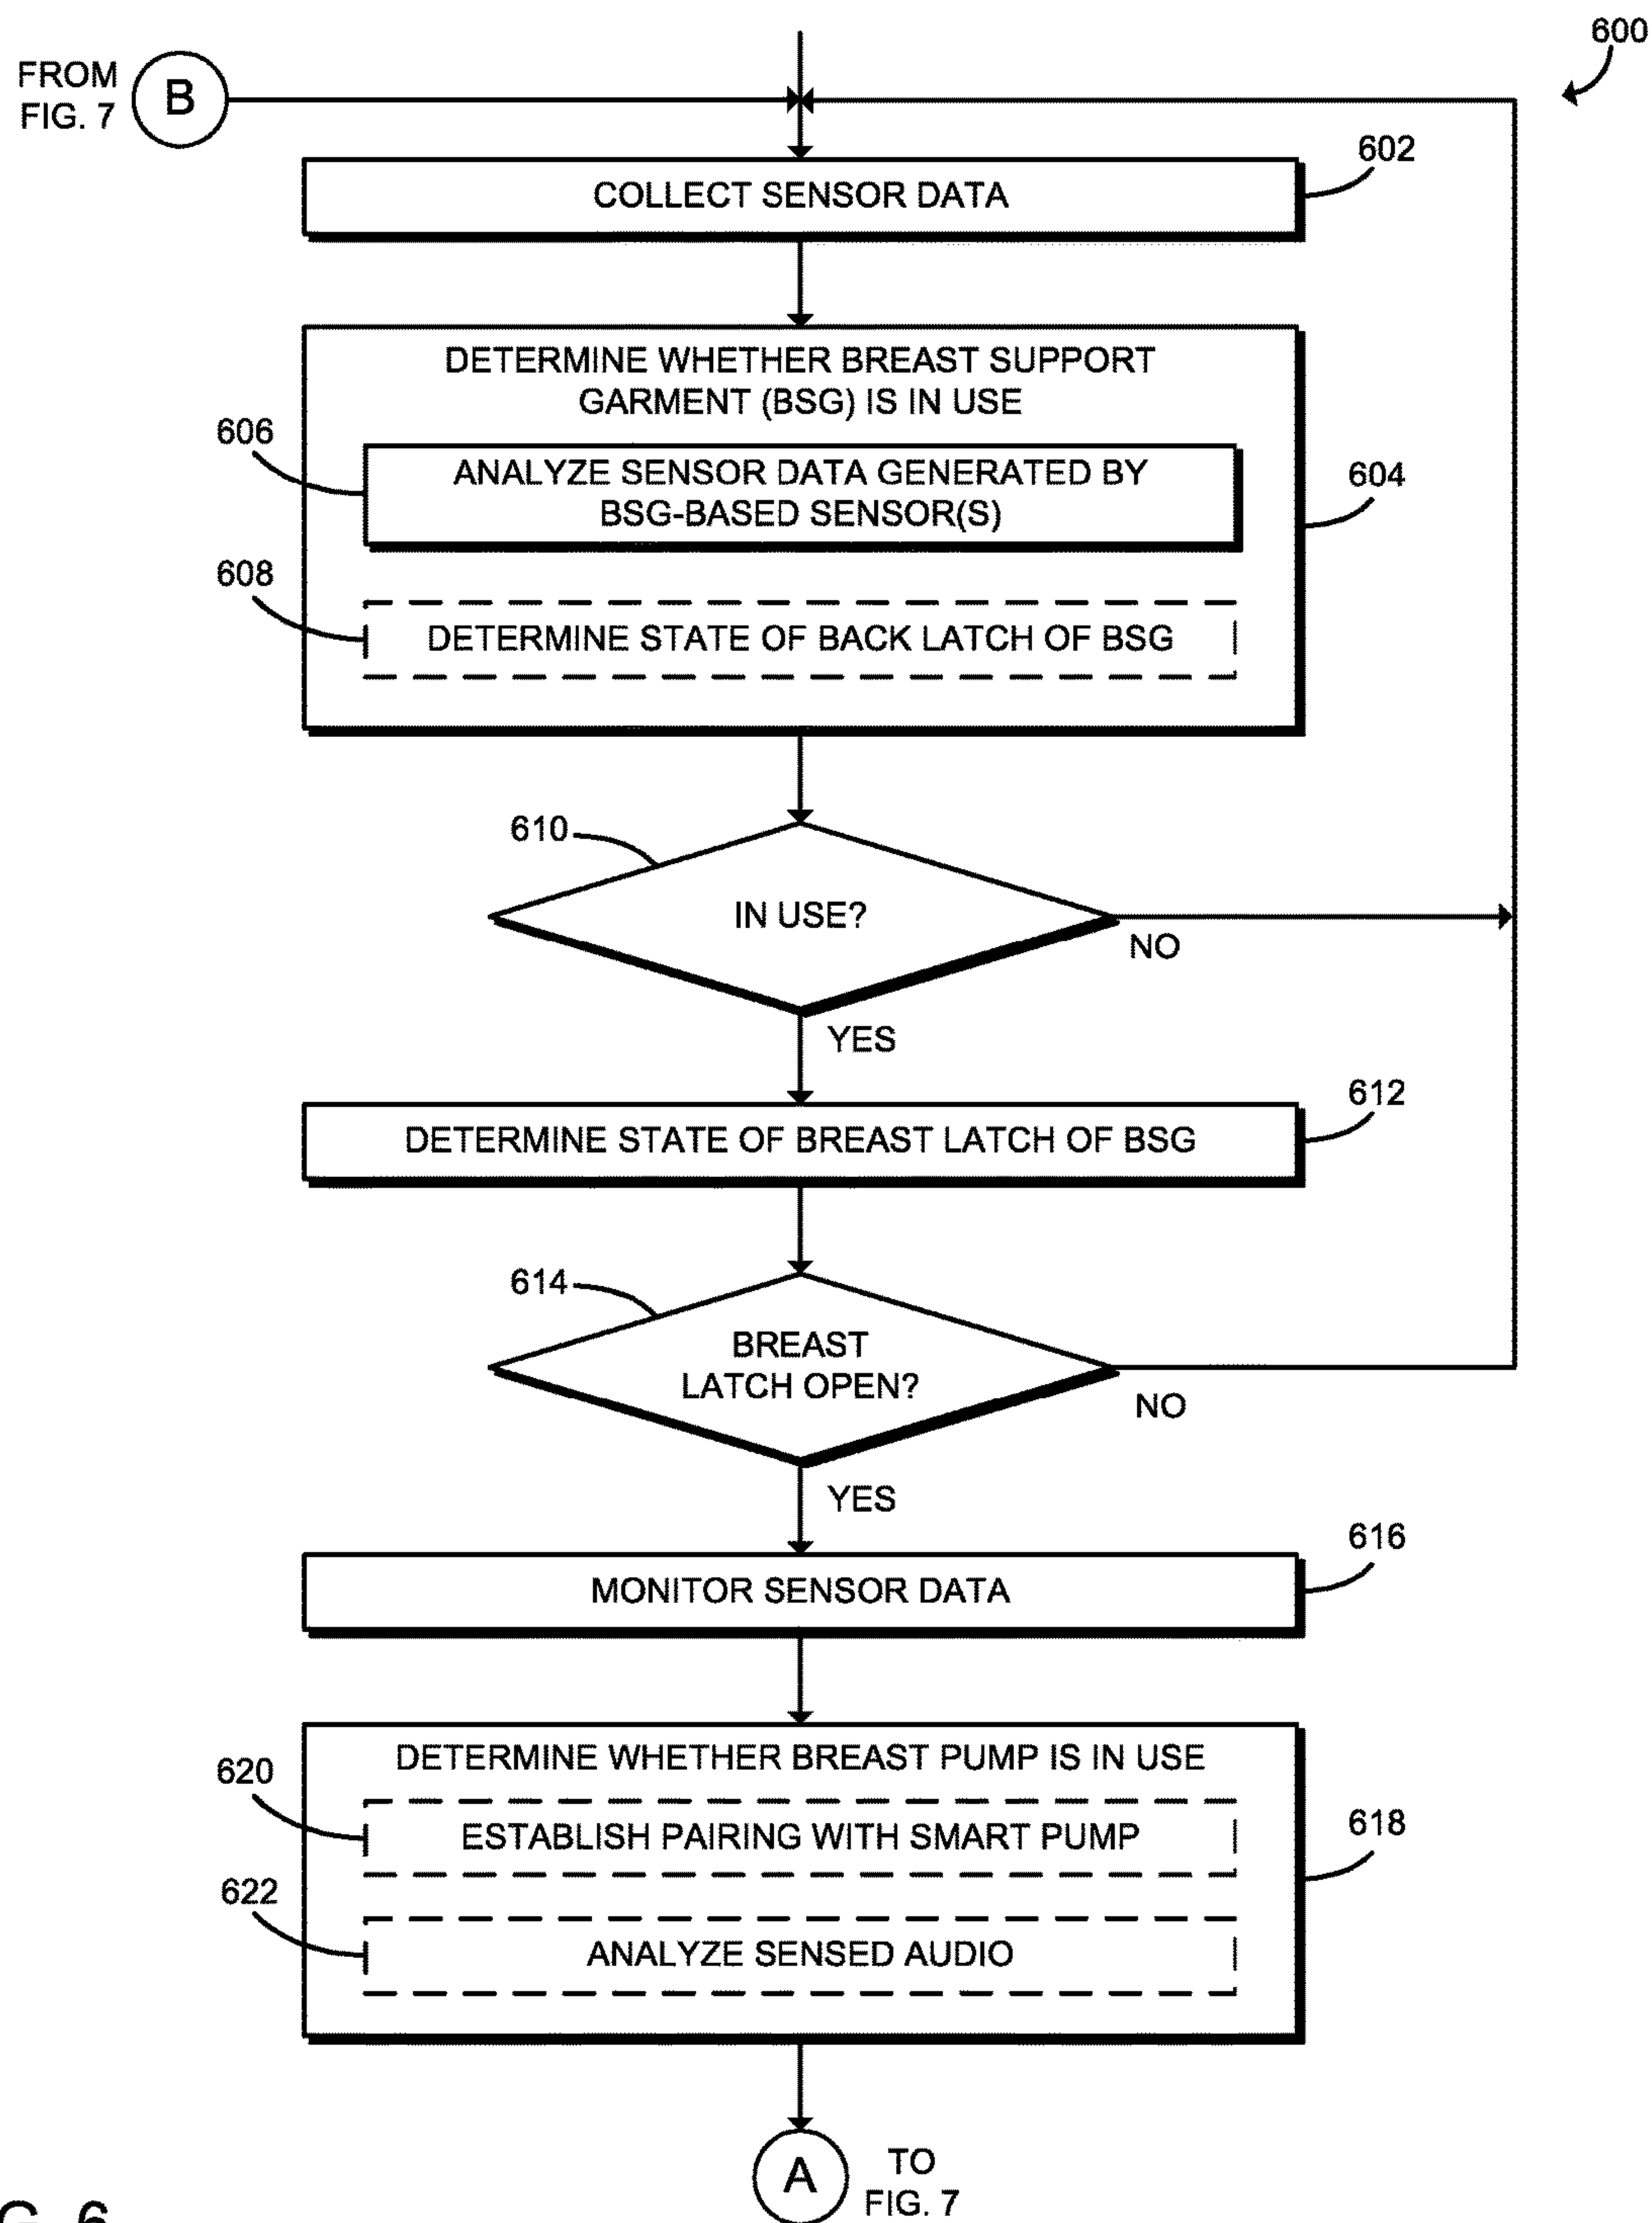 600
FROM
FIG. 7
B
602
COLLECT SENSOR DATA
DETERMINE WHETHER BREAST SUPPORT
GARMENT (BSG) IS IN USE
606
ANALYZE SENSOR DATA GENERATED BY
BSG-BASED SENSOR(S)
604
608
DETERMINE STATE OF BACK LATCH OF BSG
610
IN USE?
NO
YES
612
DETERMINE STATE OF BREAST LATCH OF BSG
614
BREAST
LATCH OPEN?
NO
YES
616
MONITOR SENSOR DATA
DETERMINE WHETHER BREAST PUMP IS IN USE
620
ESTABLISH PAIRING WITH SMART PUMP
618
622
ANALYZE SENSED AUDIO
A
TO
FIG. 7
G. 6